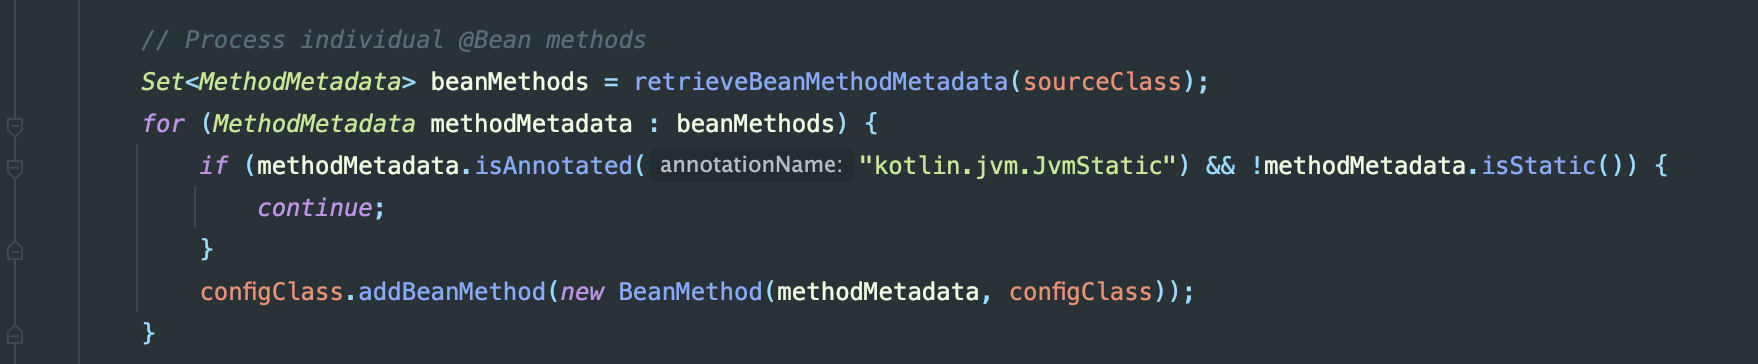 // Process individual @Bean methods
Set<MethodMetadata> beanMethods = retrieveBeanMethodMetadata(sourceClass);
for (MethodMetadata methodMetadata : beanMethods) {
if (methodMetadata.isAnnotated( annotationName: "kotlin.jvm.JvmStatic") && !methodMetadata.isStatic()) {
continue;
}
configClass.addBeanMethod(new BeanMethod(methodMetadata, configClass));
}